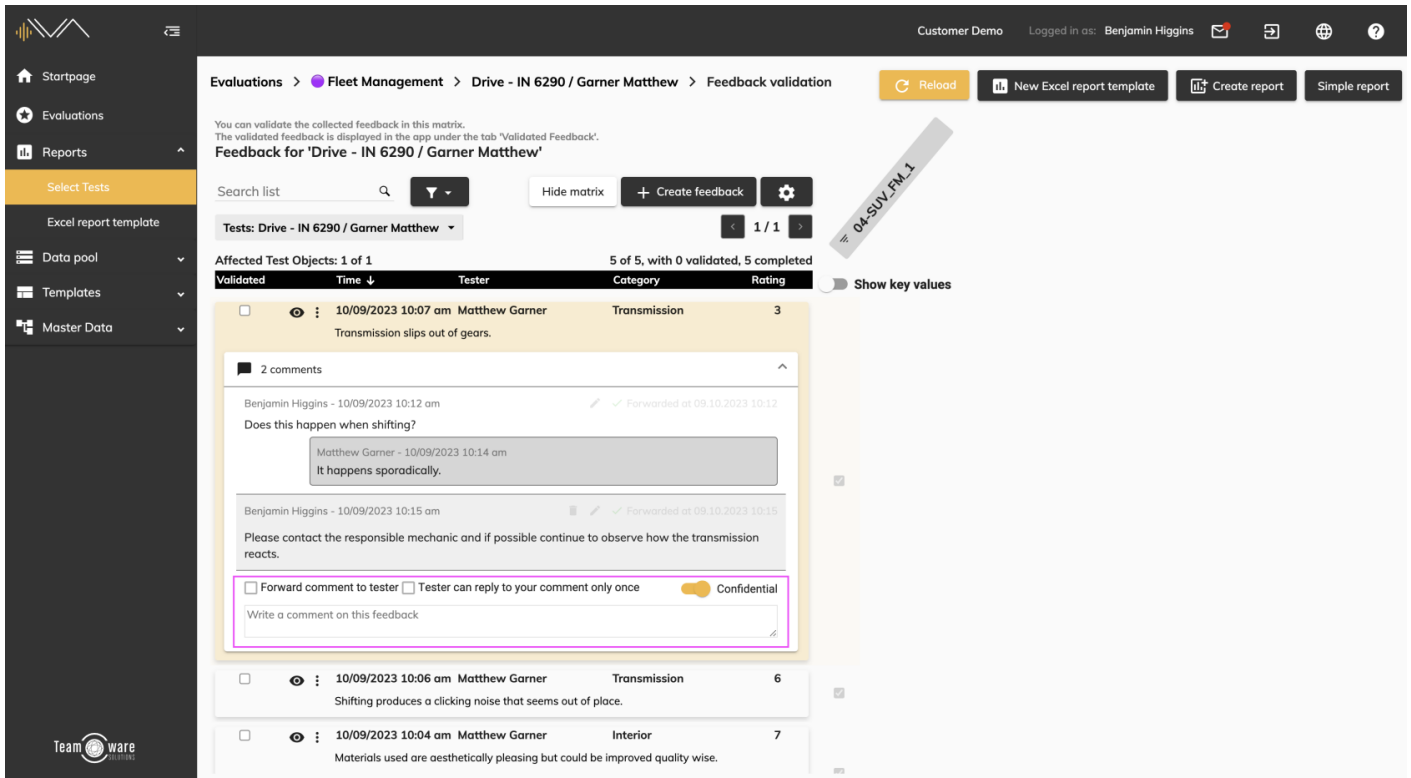 Customer Demo Logged in as: Benjamin Higgins
Startpage
Evaluations
Reports
Select Tests
Excel report template
Data pool
Templates
Master Data
Team ware
SOLUTIONS
Evaluations > Fleet Management > Drive - IN 6290 / Garner Matthew > Feedback validation
Reload
New Excel report template
Create report
Simple report
You can validate the collected feedback in this matrix.
The validated feedback is displayed in the app under the tab 'Validated Feedback'.
Feedback for 'Drive - IN 6290 / Garner Matthew'
Search list
Hide matrix
+ Create feedback
Tests: Drive - IN 6290 / Garner Matthew
< 1 / 1 >
04-SUV_FM_1
Affected Test Objects: 1 of 1 5 of 5, with 0 validated, 5 completed
Validated Time ↓ Tester Category Rating
Show key values
10/09/2023 10:07 am Matthew Garner Transmission 3
Transmission slips out of gears.
2 comments
Benjamin Higgins - 10/09/2023 10:12 am Forwarded at 09.10.2023 10:12
Does this happen when shifting?
Matthew Garner - 10/09/2023 10:14 am
It happens sporadically.
Benjamin Higgins - 10/09/2023 10:15 am Forwarded at 09.10.2023 10:15
Please contact the responsible mechanic and if possible continue to observe how the transmission
reacts.
Forward comment to tester Tester can reply to your comment only once Confidential
Write a comment on this feedback
10/09/2023 10:06 am Matthew Garner Transmission 6
Shifting produces a clicking noise that seems out of place.
10/09/2023 10:04 am Matthew Garner Interior 7
Materials used are aesthetically pleasing but could be improved quality wise.